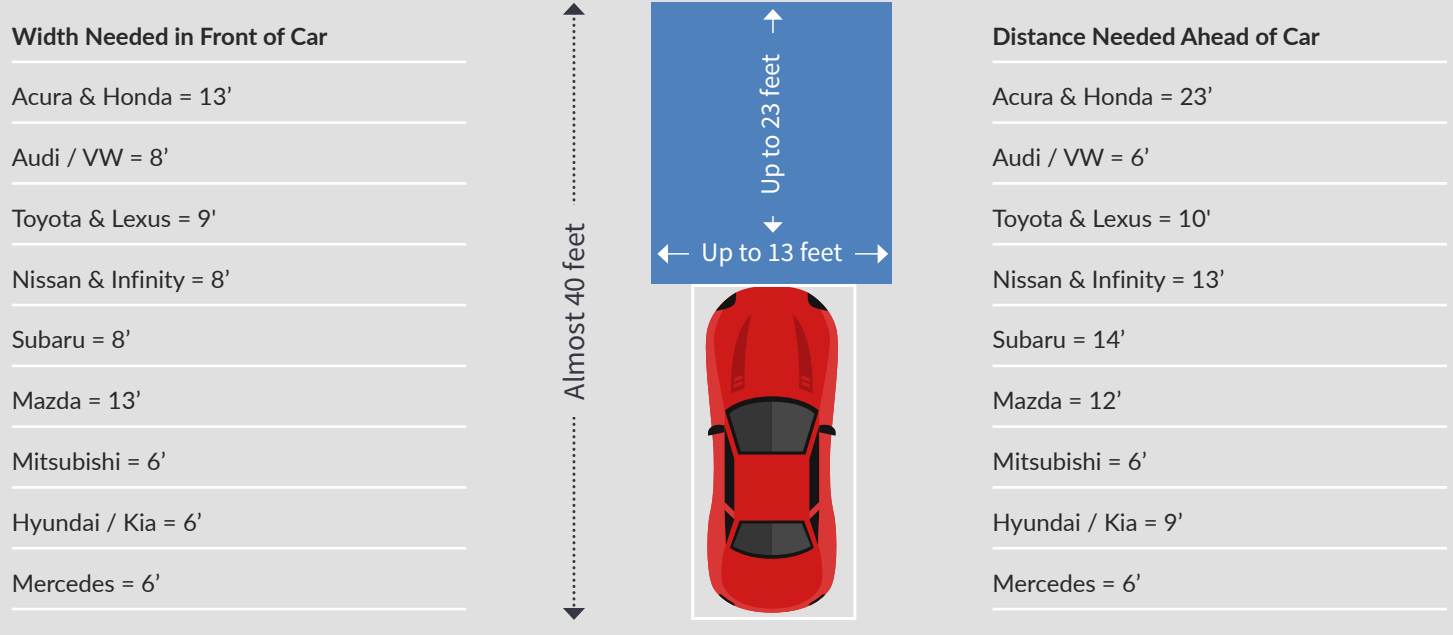 Width Needed in Front of Car
Acura & Honda = 13’
Audi / VW = 8’
Toyota & Lexus = 9'
Nissan & Infinity = 8’
Subaru = 8’
Mazda = 13’
Mitsubishi = 6’
Hyundai / Kia = 6’
Mercedes = 6’
Almost 40 feet
Up to 23 feet
Up to 13 feet
Distance Needed Ahead of Car
Acura & Honda = 23’
Audi / VW = 6’
Toyota & Lexus = 10'
Nissan & Infinity = 13’
Subaru = 14’
Mazda = 12’
Mitsubishi = 6’
Hyundai / Kia = 9’
Mercedes = 6’